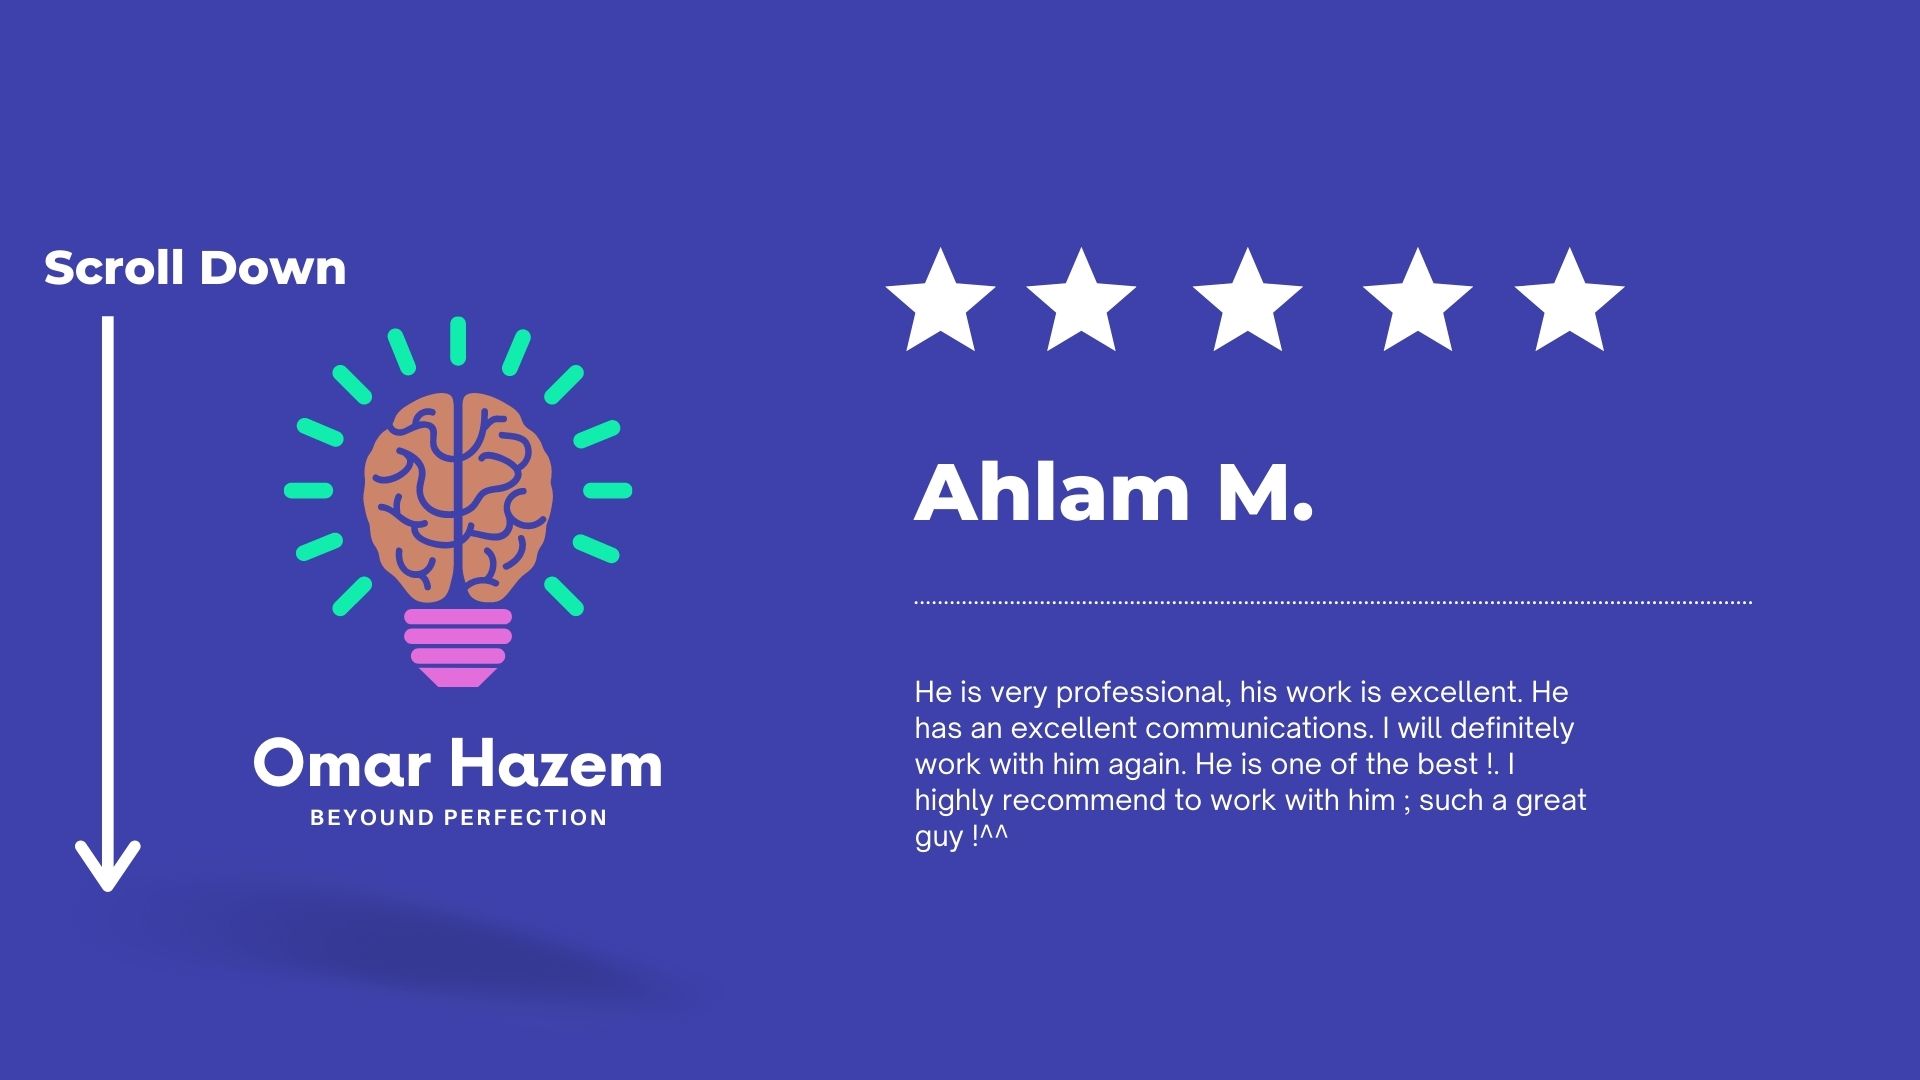 Scroll Down
Omar Hazem
BEYOUND PERFECTION
Ahlam M.
He is very professional, his work is excellent. He
has an excellent communications. I will definitely
work with him again. He is one of the best !. I
highly recommend to work with him ; such a great
guy !^^